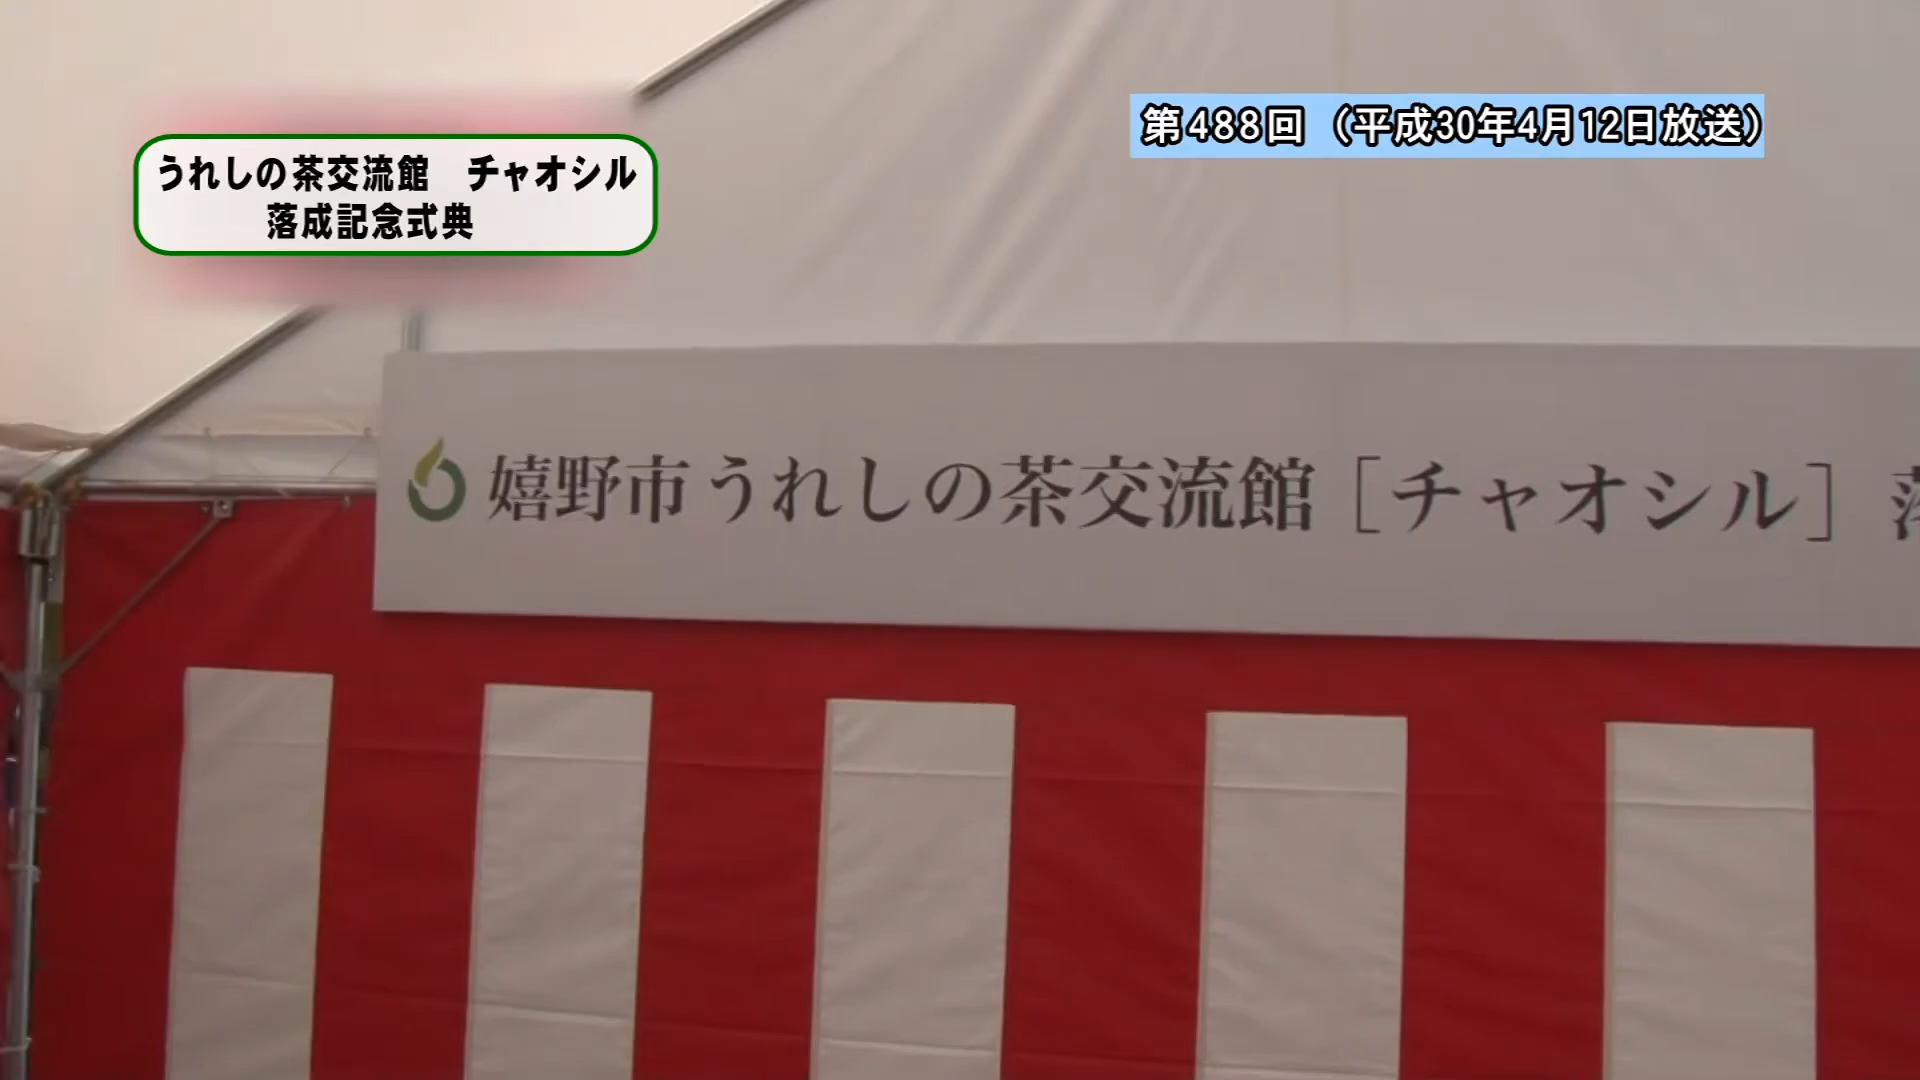 第488回（平成30年4月12日放送）
うれしの茶交流館　チャオシル
落成記念式典
嬉野市うれしの茶交流館［チャオシル］